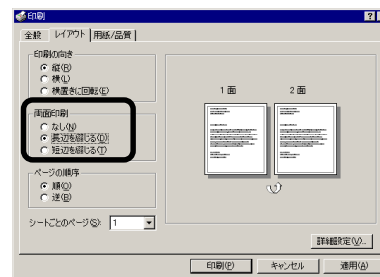 印刷
全般 レイアウト 用紙/品質
印刷の向き
縦(R)
横(L)
横置きに回転(E)
両面印刷
なし(N)
長辺を綴じる(D)
短辺を綴じる(T)
ページの順序
順(O)
逆(B)
シートごとのページ(S): 1
1 面 2 面
詳細設定(V)...
印刷(P) キャンセル 適用(A)